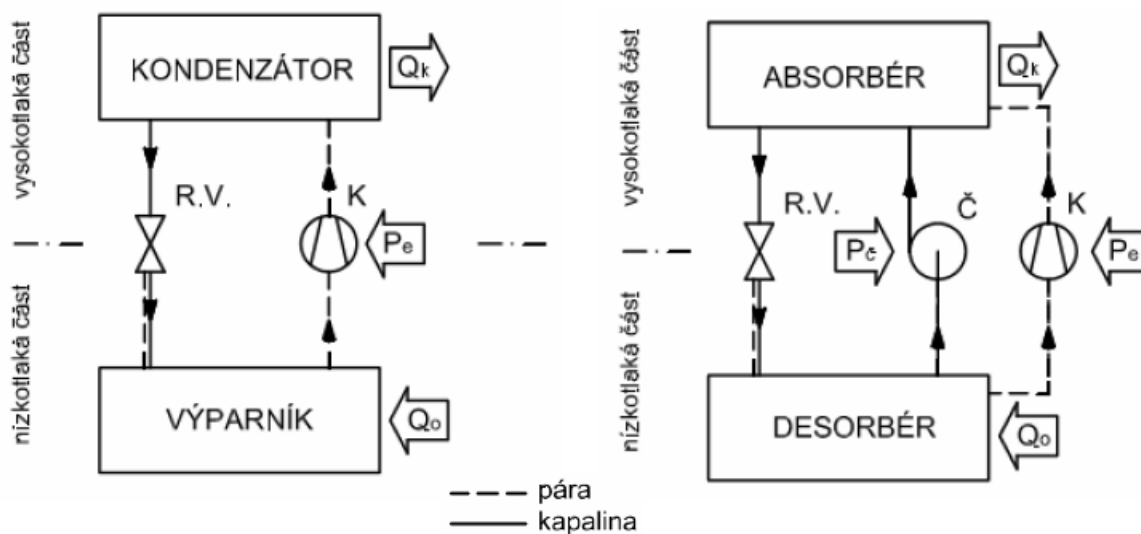 vysokotlaká část
KONDENZÁTOR
Qk
R.V.
K
Pe
nízkotlaká část
VÝPARNÍK
Qo
vysokotlaká část
ABSORBÉR
Qk
R.V.
Č
K
Pč
Pe
nízkotlaká část
DESORBÉR
Qo
pára
kapalina